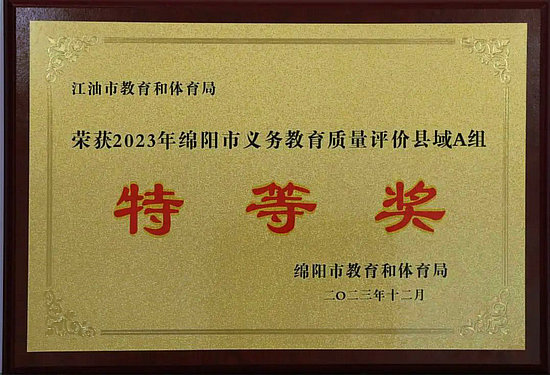 江油市教育和体育局
荣获2023年绵阳市义务教育质量评价县域A组
特等奖
绵阳市教育和体育局
二〇二三年十二月